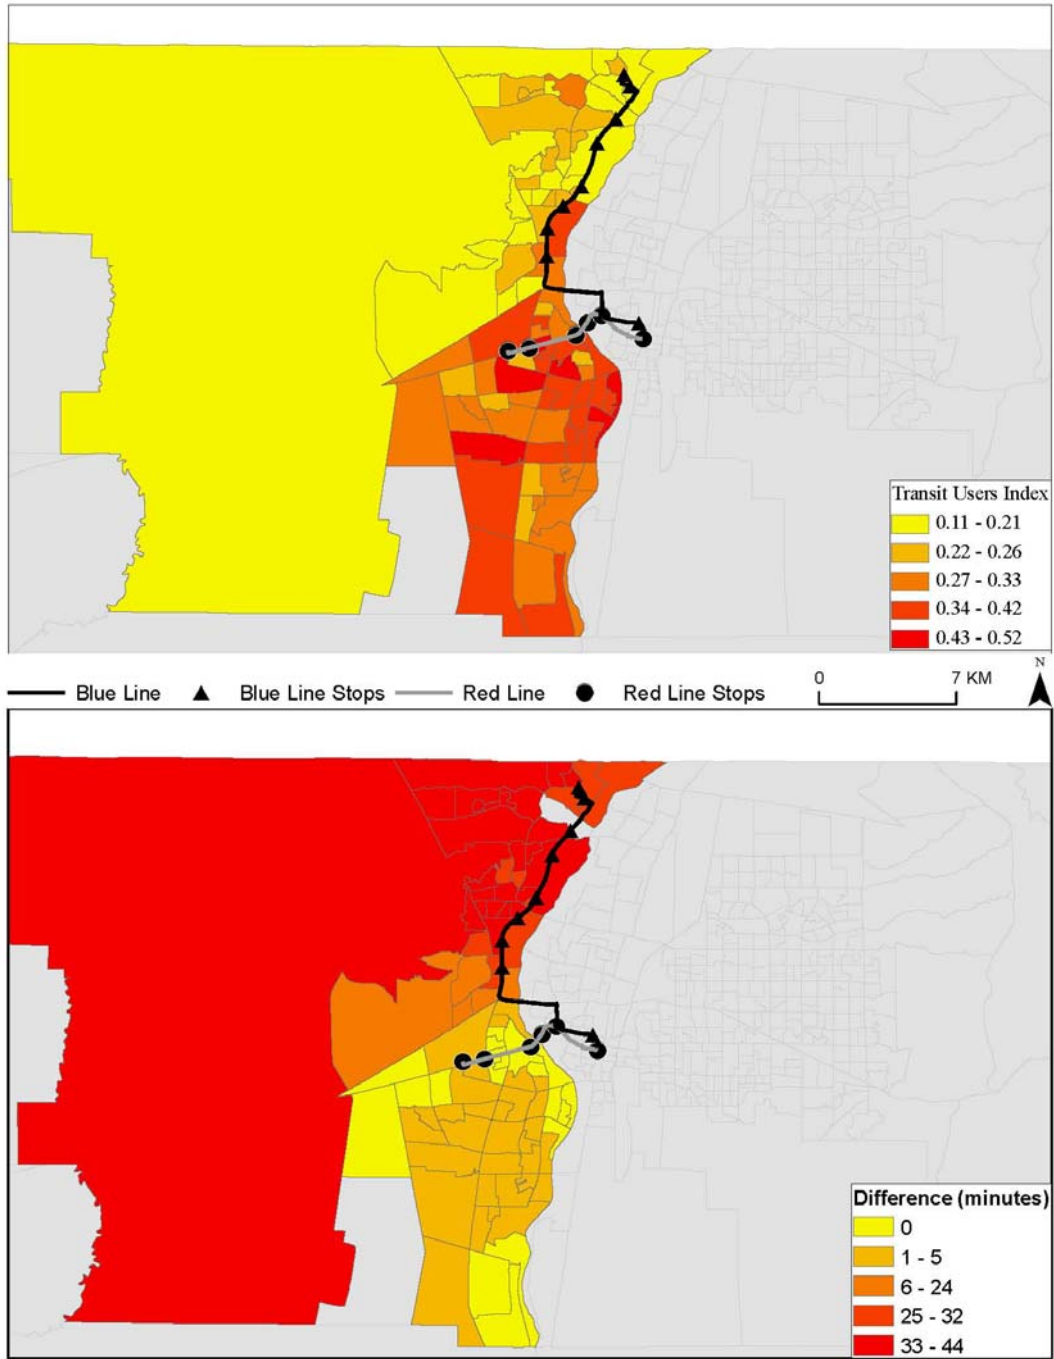 Transit Users Index
0.11 - 0.21
0.22 - 0.26
0.27 - 0.33
0.34 - 0.42
0.43 - 0.52
Blue Line Blue Line Stops Red Line Red Line Stops 0 7 KM N
Difference (minutes)
0
1 - 5
6 - 24
25 - 32
33 - 44